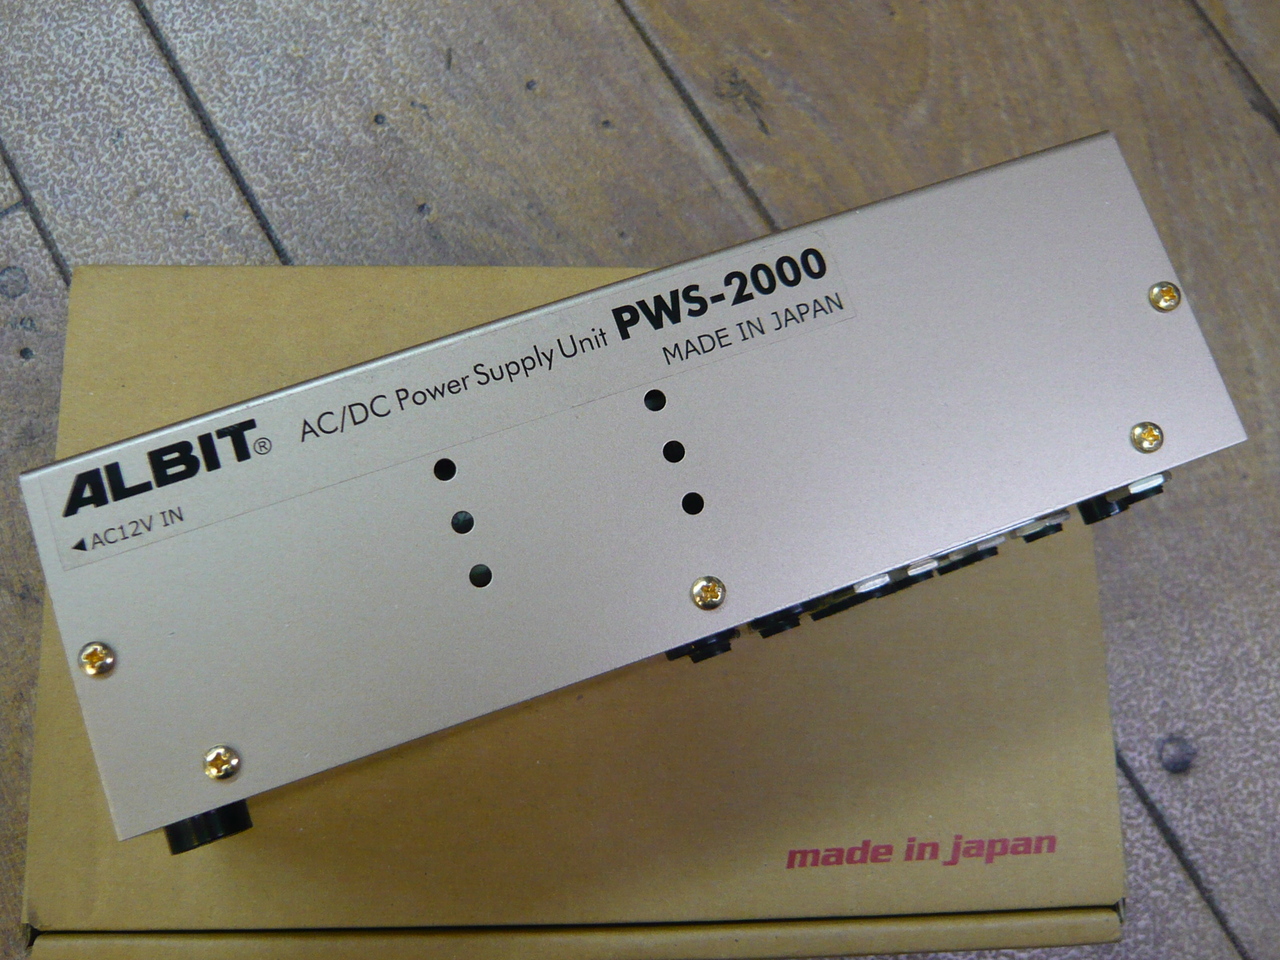 ALBIT® AC/DC Power Supply Unit PWS-2000
◀AC12V IN
MADE IN JAPAN
made in japan